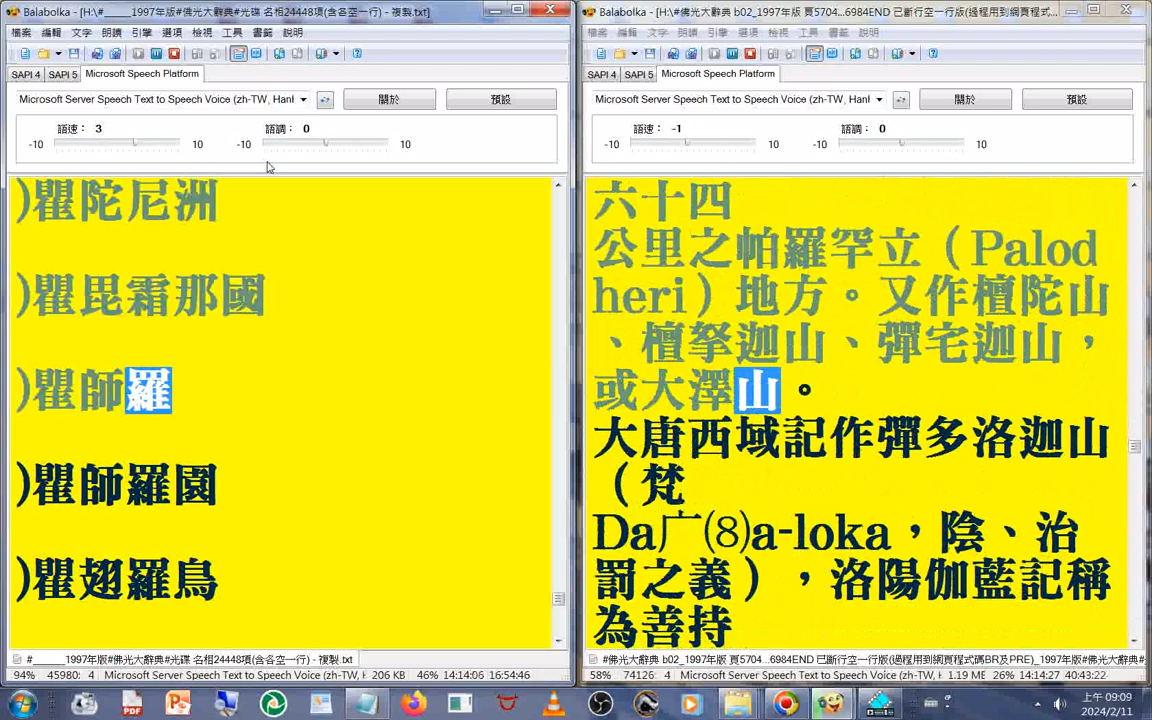 Balabolka - [H:\#_____1997年版#佛光大辭典#光碟 名相24448項(含各空一行) - 複製.txt]
檔案 編輯 文字 朗讀 引擎 選項 檢視 工具 書籤 說明
SAPI 4 SAPI 5 Microsoft Speech Platform
Microsoft Server Speech Text to Speech Voice (zh-TW, HanI
關於
預設
語速： 3
語調： 0
-10 10 -10 10
)瞿陀尼洲
)瞿毘霜那國
)瞿師羅
)瞿師羅園
)瞿翅羅鳥
#_____1997年版#佛光大辭典#光碟 名相24448項(含各空一行) - 複製.txt
94% 45980: 4 Microsoft Server Speech Text to Speech Voice (zh-TW, H 206 KB 46% 14:14:06 16:54:46
Balabolka - [H:\#佛光大辭典 b02_1997年版 頁5704...6984END 已斷行空一行版(過程用到網頁程式...
檔案 編輯 文字 朗讀 引擎 選項 檢視 工具 書籤 說明
SAPI 4 SAPI 5 Microsoft Speech Platform
Microsoft Server Speech Text to Speech Voice (zh-TW, HanI
關於
預設
語速： -1
語調： 0
-10 10 -10 10
六十四
公里之帕羅罕立（Palod
heri）地方。又作檀陀山
、檀拏迦山、彈宅迦山，
或大澤山。
大唐西域記作彈多洛迦山
（梵
Da广⑻a-loka，陰、治
罰之義），洛陽伽藍記稱
為善持
#佛光大辭典 b02_1997年版 頁5704...6984END 已斷行空一行版(過程用到網頁程式碼BR及PRE)_1997年版#佛光大辭典#
58% 74126: 4 Microsoft Server Speech Text to Speech Voice (zh-TW, 1.19 ME 26% 14:14:27 40:43:22
上午 09:09
2024/2/11